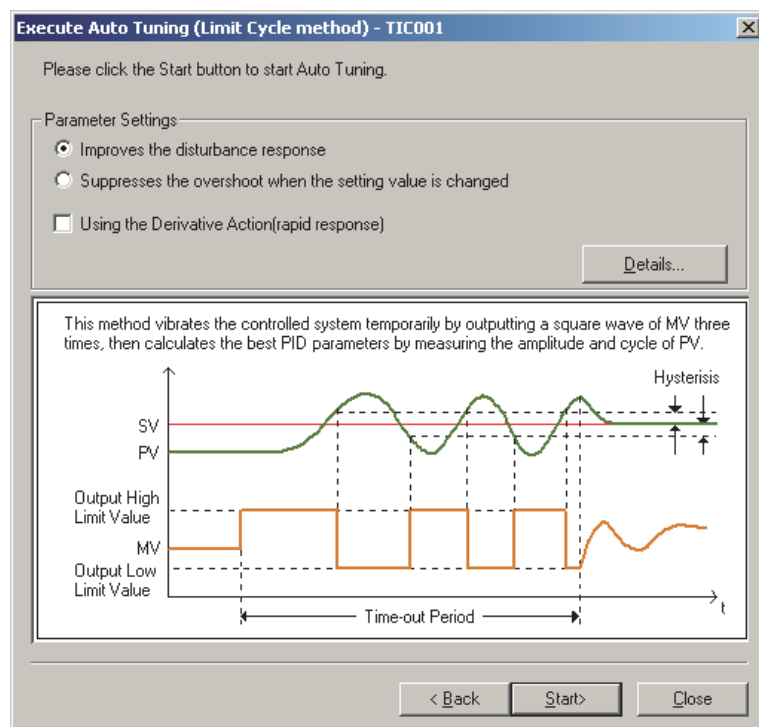 Execute Auto Tuning (Limit Cycle method) - TIC001
Please click the Start button to start Auto Tuning.
Parameter Settings
Improves the disturbance response
Suppresses the overshoot when the setting value is changed
Using the Derivative Action(rapid response)
Details...
This method vibrates the controlled system temporarily by outputting a square wave of MV three
times, then calculates the best PID parameters by measuring the amplitude and cycle of PV.
Hysterisis
SV
PV
Output High
Limit Value
MV
Output Low
Limit Value
Time-out Period
t
< Back
Start>
Close